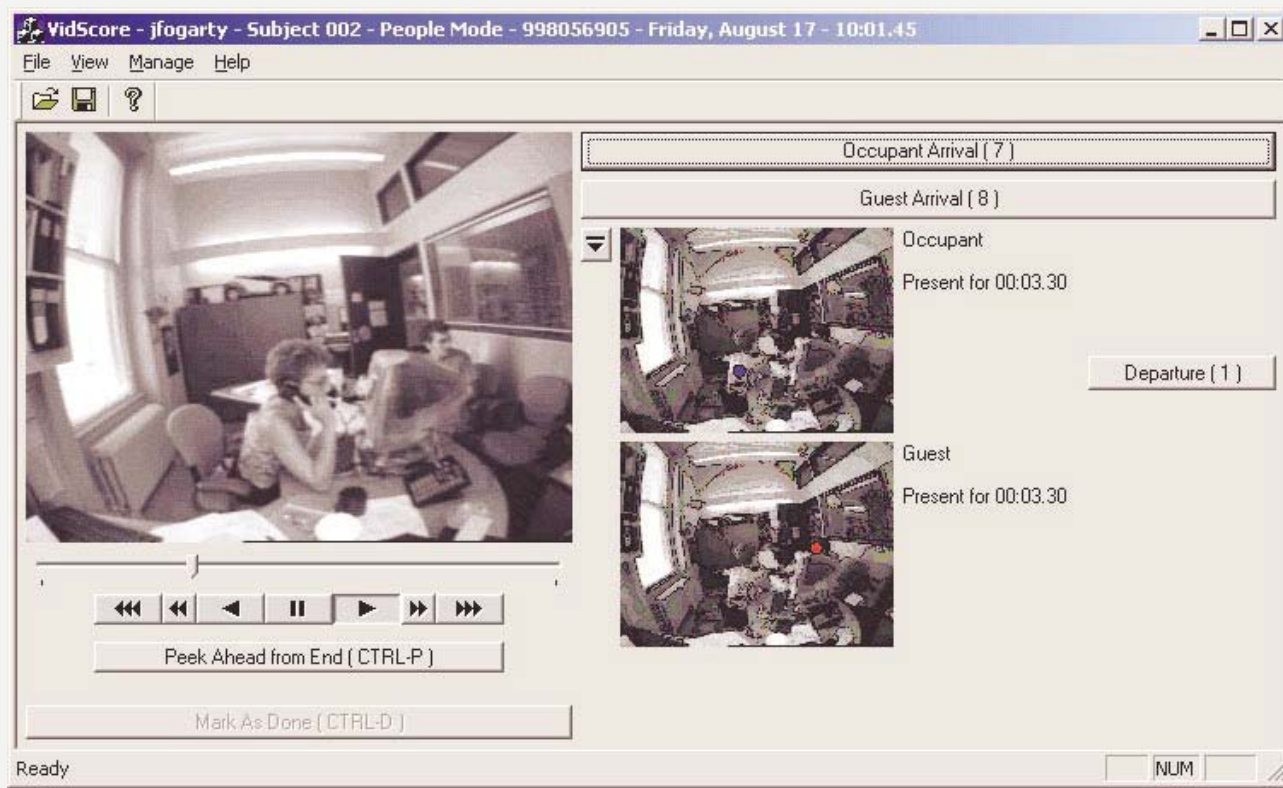 VidScore - jfogarty - Subject 002 - People Mode - 998056905 - Friday, August 17 - 10:01.45
File View Manage Help
Occupant Arrival ( 7 )
Guest Arrival ( 8 )
Occupant
Present for 00:03.30
Departure ( 1 )
Guest
Present for 00:03.30
Peek Ahead from End ( CTRL-P )
Mark As Done ( CTRL-D )
Ready
NUM